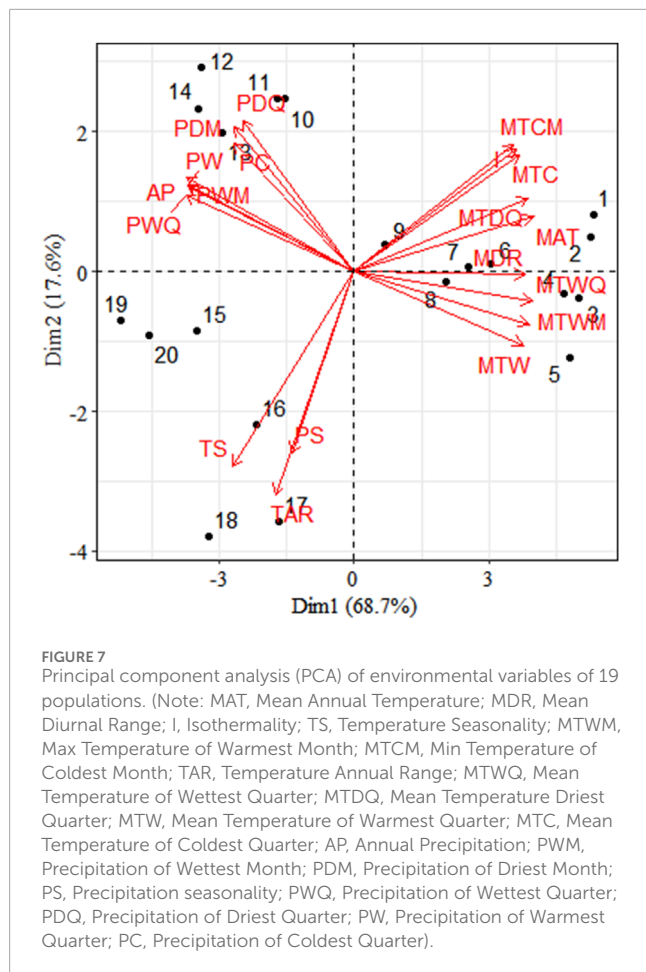 12
14
11
PDQ
10
2
PDM
13
PC
PW
MTCM
I
MTC
AP
PWM
PWQ
1
MTDQ
MAT
9
7
6
2
MDR
0
8
4
MTWQ
3
MTWM
19
15
20
MTW
5
-2
16
TS
PS
17
TAR
18
-4
-3
0
3
Dim1 (68.7%)
Dim2 (17.6%)
FIGURE 7
Principal component analysis (PCA) of environmental variables of 19
populations. (Note: MAT, Mean Annual Temperature; MDR, Mean
Diurnal Range; I, Isothermality; TS, Temperature Seasonality; MTWM,
Max Temperature of Warmest Month; MTCM, Min Temperature of
Coldest Month; TAR, Temperature Annual Range; MTWQ, Mean
Temperature of Wettest Quarter; MTDQ, Mean Temperature Driest
Quarter; MTW, Mean Temperature of Warmest Quarter; MTC, Mean
Temperature of Coldest Quarter; AP, Annual Precipitation; PWM,
Precipitation of Wettest Month; PDM, Precipitation of Driest Month;
PS, Precipitation seasonality; PWQ, Precipitation of Wettest Quarter;
PDQ, Precipitation of Driest Quarter; PW, Precipitation of Warmest
Quarter; PC, Precipitation of Coldest Quarter).